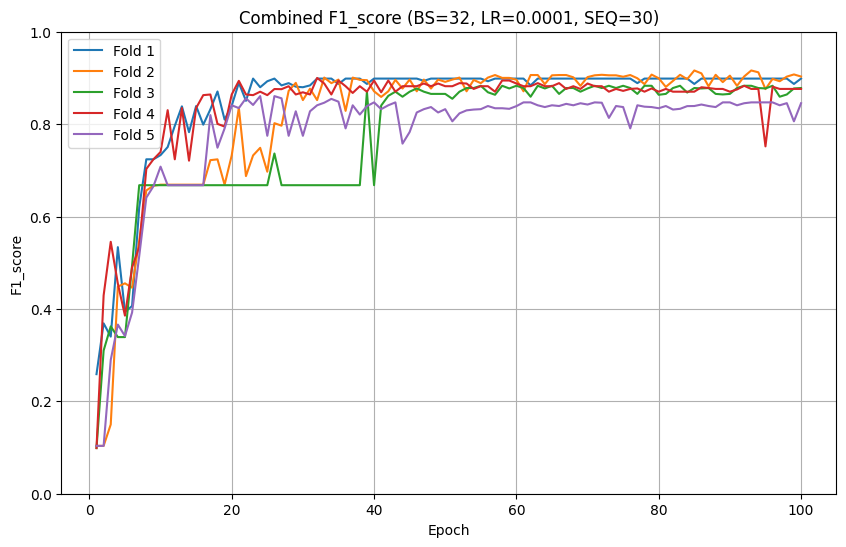 Combined F1_score (BS=32, LR=0.0001, SEQ=30)
Fold 1
Fold 2
Fold 3
Fold 4
Fold 5
1.0
0.8
0.6
0.4
0.2
0.0
F1_score
0
20
40
60
80
100
Epoch